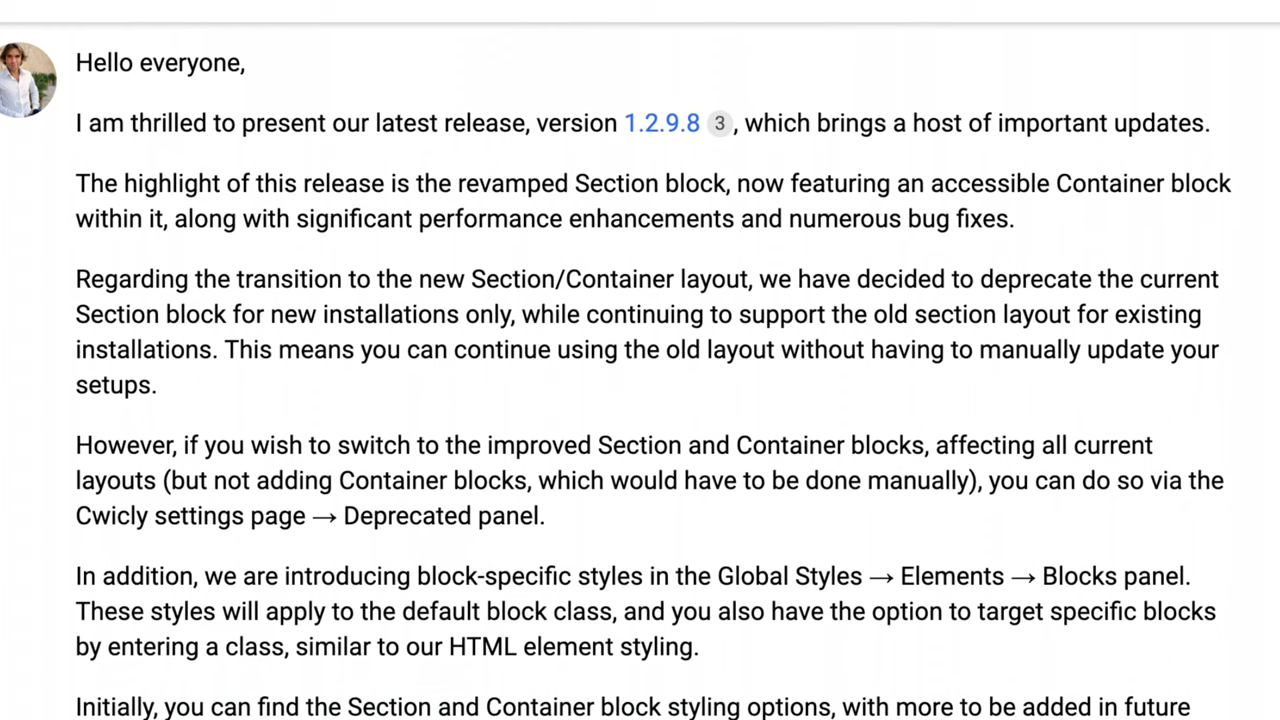 Hello everyone,
I am thrilled to present our latest release, version 1.2.9.8 3, which brings a host of important updates.
The highlight of this release is the revamped Section block, now featuring an accessible Container block
within it, along with significant performance enhancements and numerous bug fixes.
Regarding the transition to the new Section/Container layout, we have decided to deprecate the current
Section block for new installations only, while continuing to support the old section layout for existing
installations. This means you can continue using the old layout without having to manually update your
setups.
However, if you wish to switch to the improved Section and Container blocks, affecting all current
layouts (but not adding Container blocks, which would have to be done manually), you can do so via the
Cwicly settings page → Deprecated panel.
In addition, we are introducing block-specific styles in the Global Styles → Elements → Blocks panel.
These styles will apply to the default block class, and you also have the option to target specific blocks
by entering a class, similar to our HTML element styling.
Initially, you can find the Section and Container block styling options, with more to be added in future